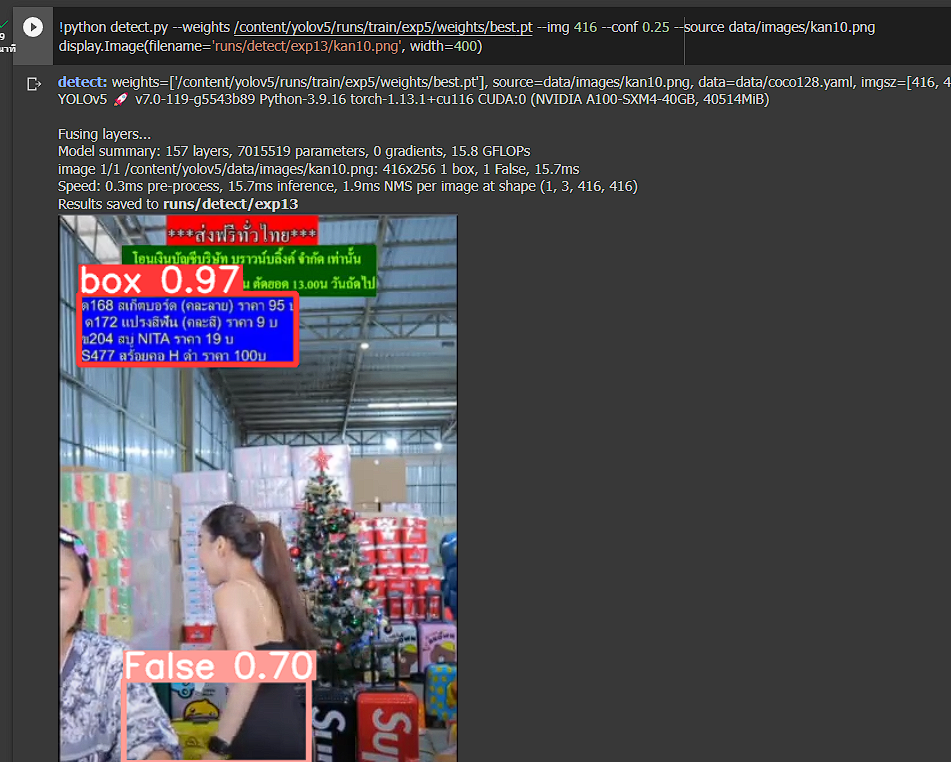 9
นาที
!python detect.py --weights /content/yolov5/runs/train/exp5/weights/best.pt --img 416 --conf 0.25 --source data/images/kan10.png
display.Image(filename='runs/detect/exp13/kan10.png', width=400)
detect: weights=['/content/yolov5/runs/train/exp5/weights/best.pt'], source=data/images/kan10.png, data=data/coco128.yaml, imgsz=[416, 4
YOLOv5 🚀 v7.0-119-g5543b89 Python-3.9.16 torch-1.13.1+cu116 CUDA:0 (NVIDIA A100-SXM4-40GB, 40514MiB)
Fusing layers...
Model summary: 157 layers, 7015519 parameters, 0 gradients, 15.8 GFLOPs
image 1/1 /content/yolov5/data/images/kan10.png: 416x256 1 box, 1 False, 15.7ms
Speed: 0.3ms pre-process, 15.7ms inference, 1.9ms NMS per image at shape (1, 3, 416, 416)
Results saved to runs/detect/exp13
***ส่งฟรีทั่วไทย***
โอนเงินบัญชีบริษัท บราวน์บลิ้งค์ จำกัด เท่านั้น
น ตัดยอด 13.00น วันถัดไป
box 0.97
ด168 สเก็ตบอร์ด (คละลาย) ราคา 95 บ
ด172 แปรงสีฟัน (คละสี) ราคา 9 บ
ข204 สบู่ NITA ราคา 19 บ
S477 สร้อยคอ H ดำ ราคา 100บ
False 0.70
Sup
Sup